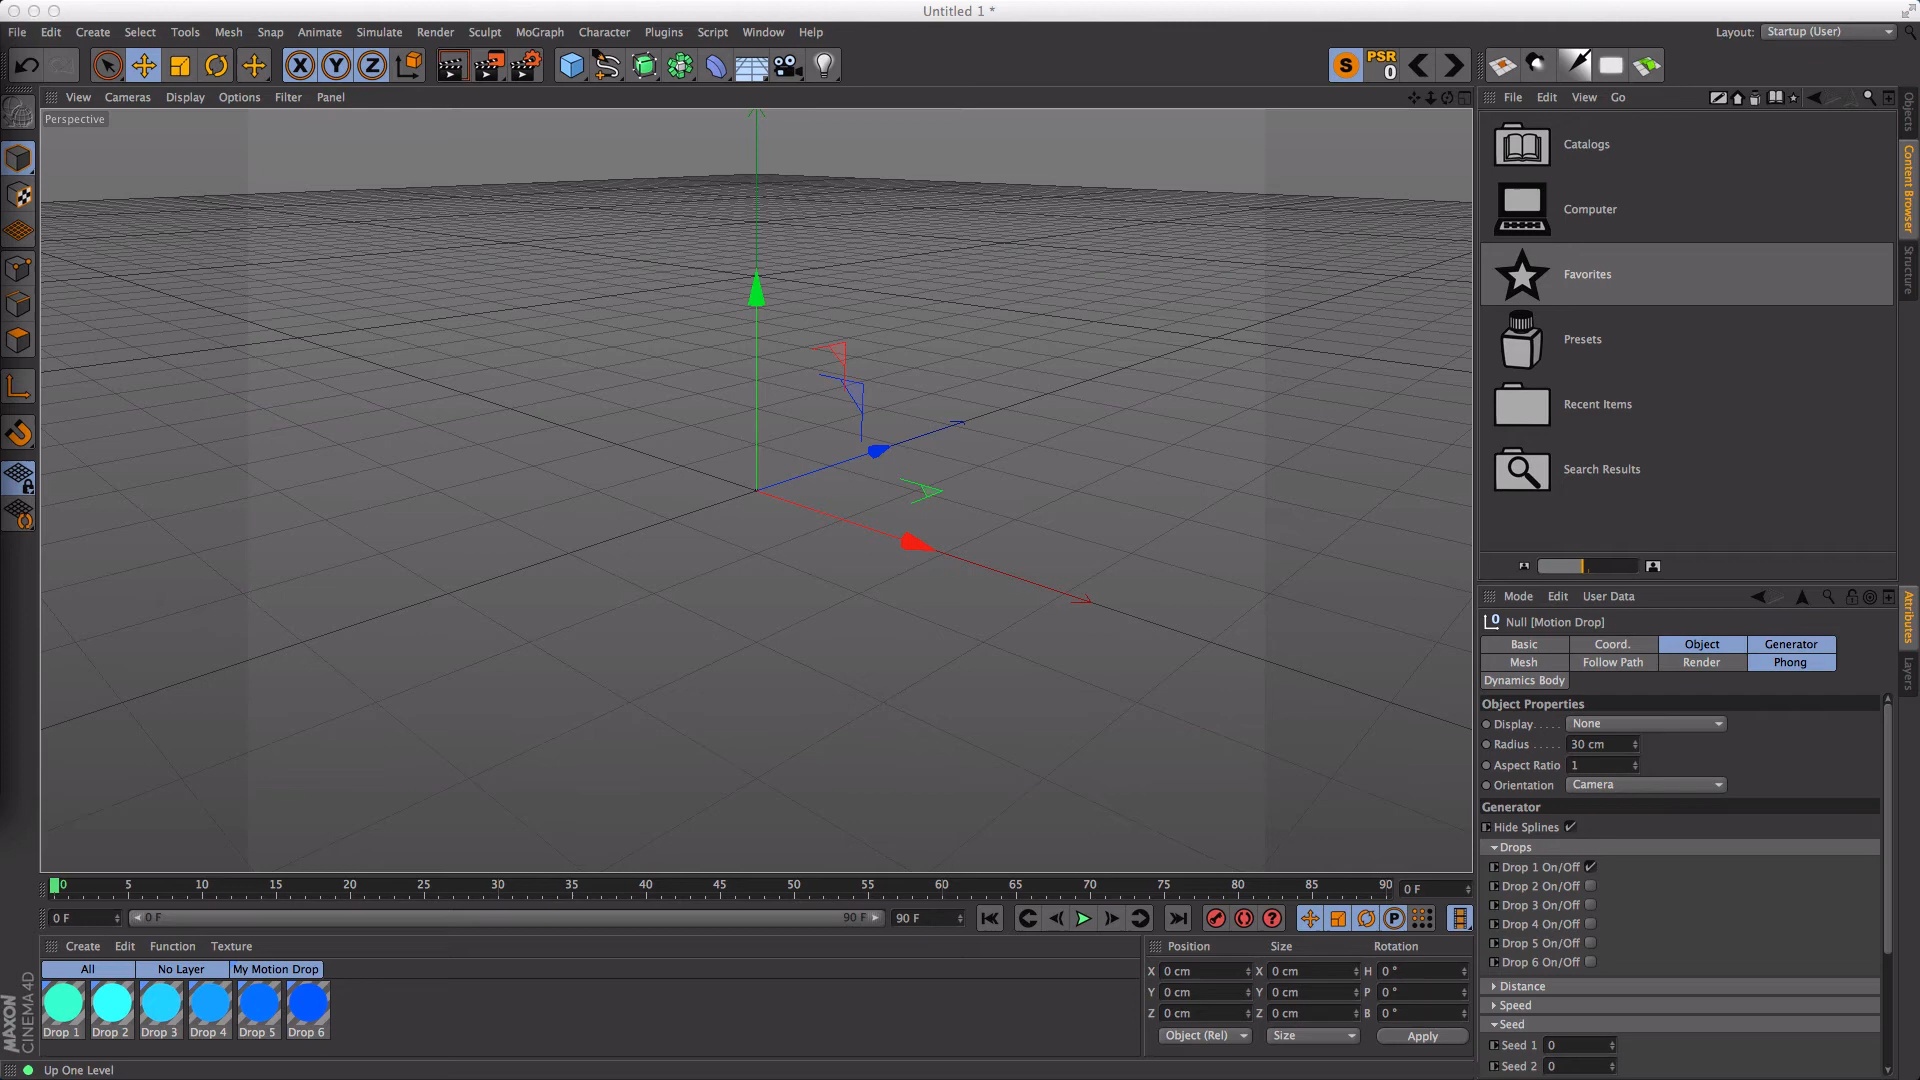 Untitled 1 *
File Edit Create Select Tools Mesh Snap Animate Simulate Render Sculpt MoGraph Character Plugins Script Window Help
Layout: Startup (User)
X Y Z
S PSR 0
View Cameras Display Options Filter Panel
Perspective
File Edit View Go
Catalogs
Computer
Favorites
Presets
Recent Items
Search Results
Objects
Content Browser
Structure
Mode Edit User Data
Attributes
Layers
0 Null [Motion Drop]
Basic Coord. Object Generator
Mesh Follow Path Render Phong
Dynamics Body
Object Properties
Display. . . . . None
Radius . . . . . 30 cm
Aspect Ratio 1
Orientation Camera
Generator
Hide Splines
Drops
Drop 1 On/Off
Drop 2 On/Off
Drop 3 On/Off
Drop 4 On/Off
Drop 5 On/Off
Drop 6 On/Off
Distance
Speed
Seed
Seed 1 0
Seed 2 0
0 5 10 15 20 25 30 35 40 45 50 55 60 65 70 75 80 85 90 0 F
0 F 0 F 90 F 90 F ? P
Create Edit Function Texture
All No Layer My Motion Drop
Drop 1 Drop 2 Drop 3 Drop 4 Drop 5 Drop 6
Position Size Rotation
X 0 cm X 0 cm H 0 °
Y 0 cm Y 0 cm P 0 °
Z 0 cm Z 0 cm B 0 °
Object (Rel) Size Apply
MAXON
CINEMA 4D
Up One Level